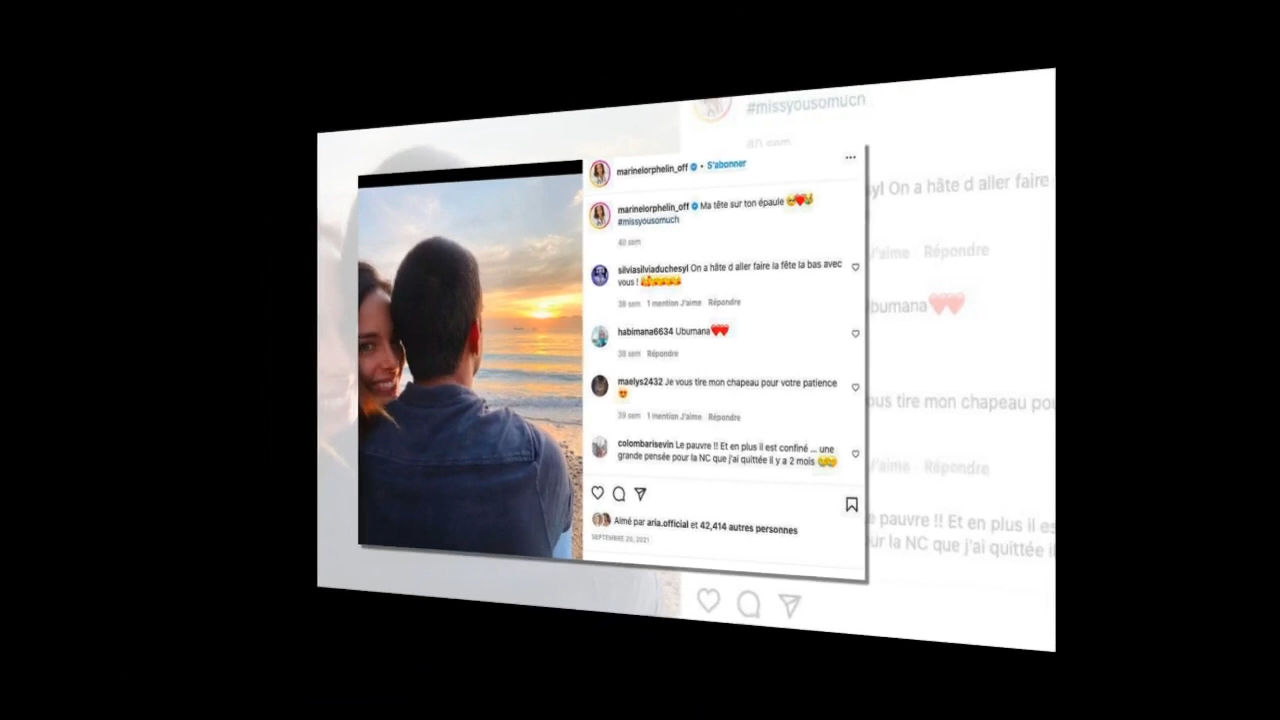 marinelorphelin_off • S'abonner
marinelorphelin_off Ma tête sur ton épaule 🥹❤️😿
#missyousomuch
40 sem
silviasilviaduchesyl On a hâte d aller faire la fête la bas avec
vous ! 🥰🥰🥰🥰🥰
38 sem 1 mention J'aime Répondre
habimana6634 Ubumana❤️❤️
38 sem Répondre
maelys2432 Je vous tire mon chapeau pour votre patience
😍
39 sem 1 mention J'aime Répondre
colombarisevin Le pauvre !! Et en plus il est confiné ... une
grande pensée pour la NC que j'ai quittée il y a 2 mois
Aimé par aria.official et 42,414 autres personnes
SEPTEMBRE 20, 2021
#missyousomuch
syl On a hâte d aller faire
J'aime Répondre
bumana❤️❤️
ous tire mon chapeau pou
J'aime Répondre
e pauvre !! Et en plus il es
ur la NC que j'ai quittée il